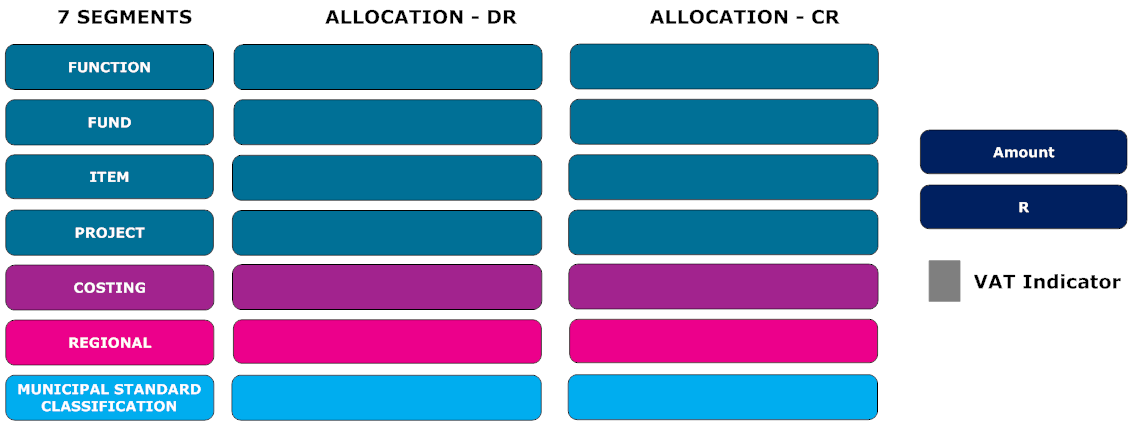 7 SEGMENTS
ALLOCATION - DR
ALLOCATION - CR
FUNCTION
FUND
ITEM
PROJECT
COSTING
REGIONAL
MUNICIPAL STANDARD
CLASSIFICATION
Amount
R
VAT Indicator